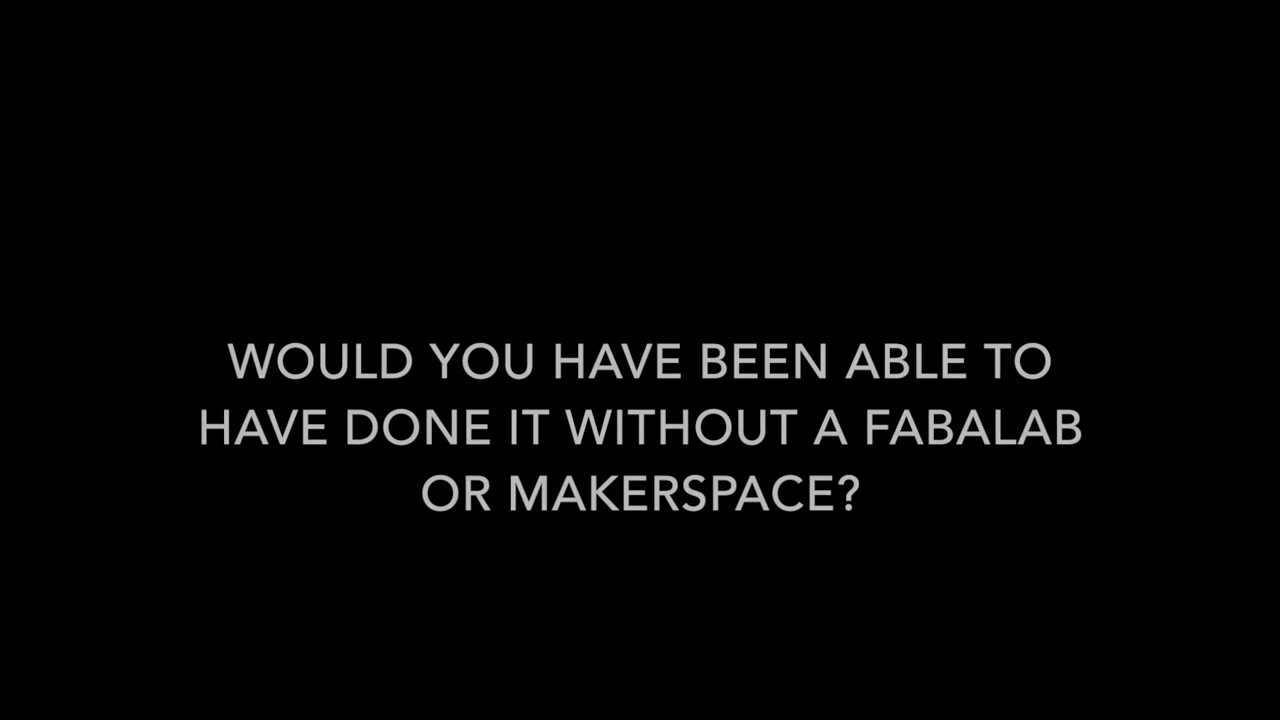 WOULD YOU HAVE BEEN ABLE TO
HAVE DONE IT WITHOUT A FABALAB
OR MAKERSPACE?